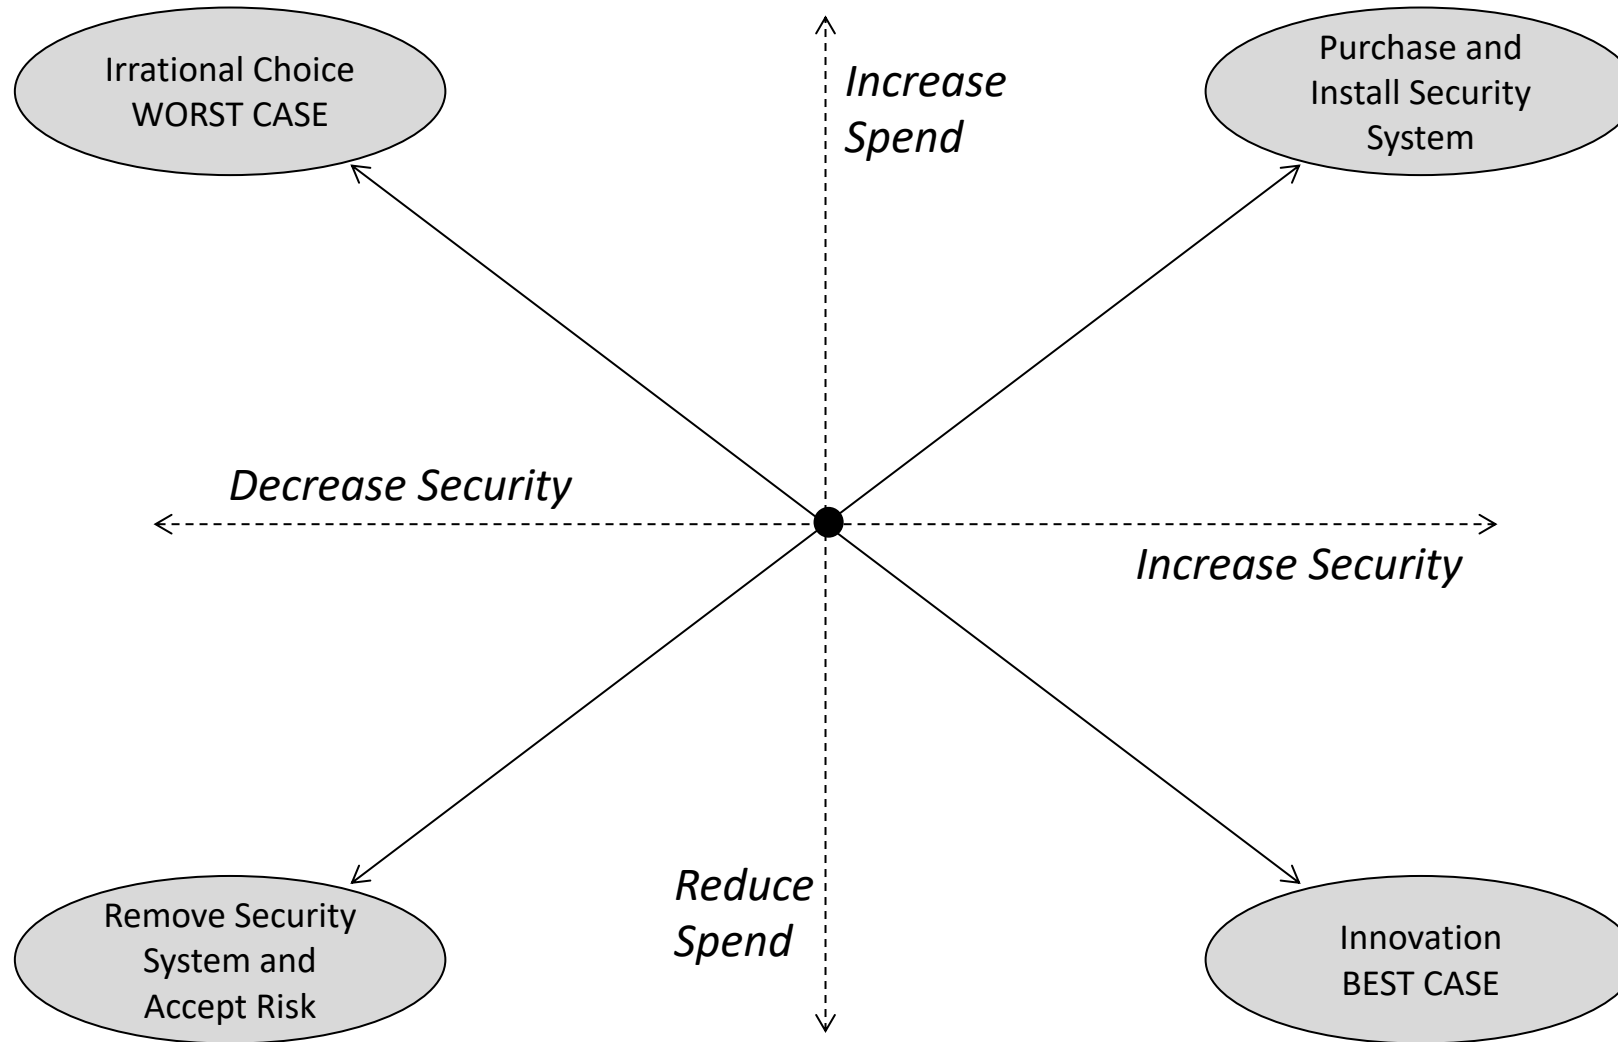 Irrational Choice
WORST CASE
Increase
Spend
Purchase and
Install Security
System
Decrease Security
Increase Security
Remove Security
System and
Accept Risk
Reduce
Spend
Innovation
BEST CASE